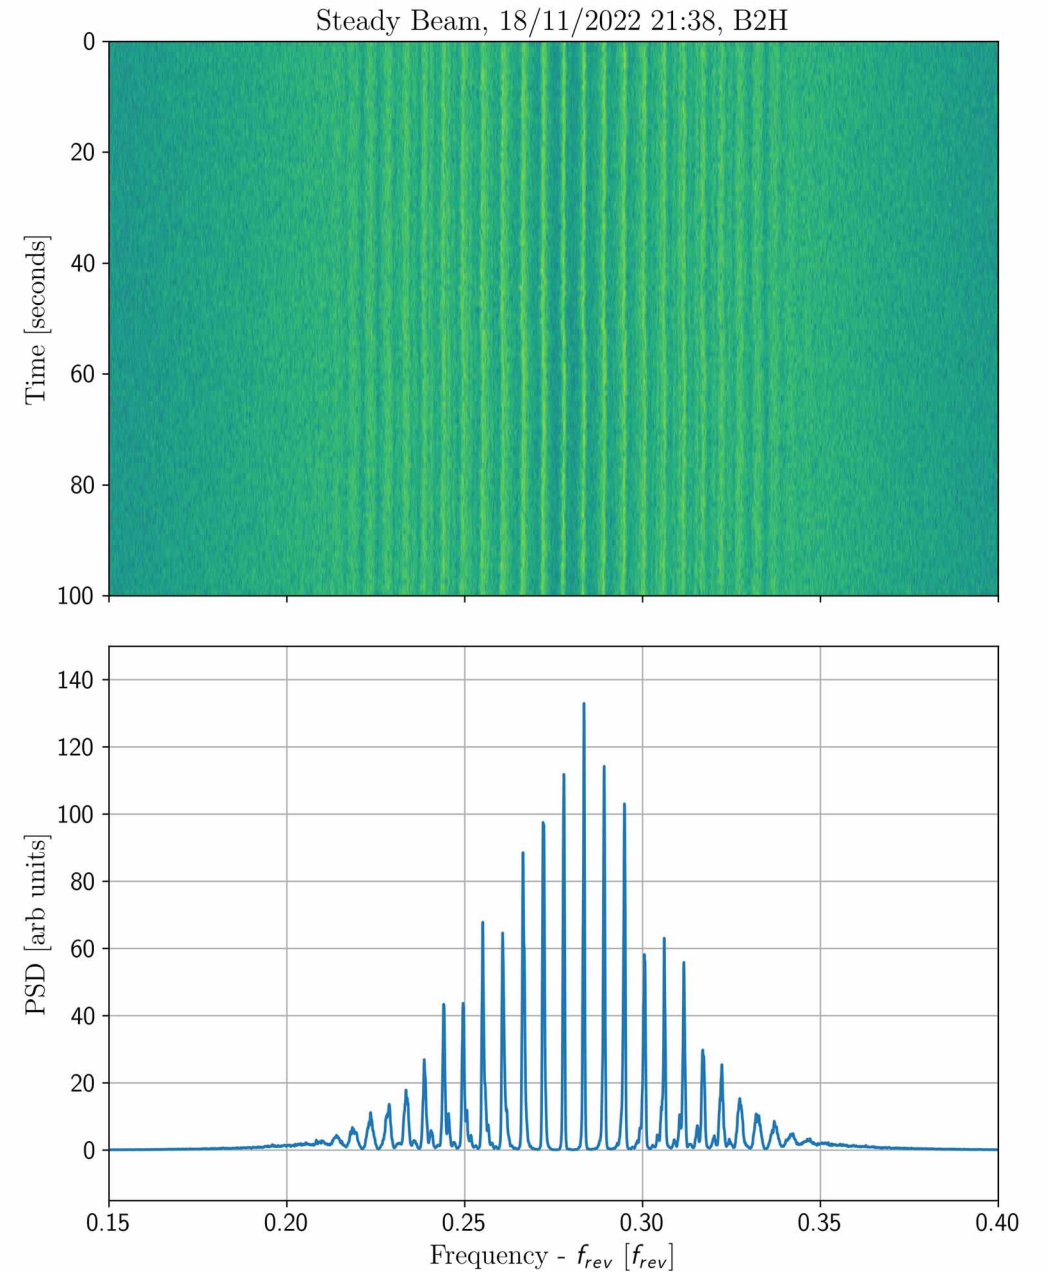 Steady Beam, 18/11/2022 21:38, B2H
0
20
40
60
80
100
Time [seconds]
140
120
100
80
60
40
20
0
PSD [arb units]
0.15 0.20 0.25 0.30 0.35 0.40
Frequency - f_rev [f_rev]